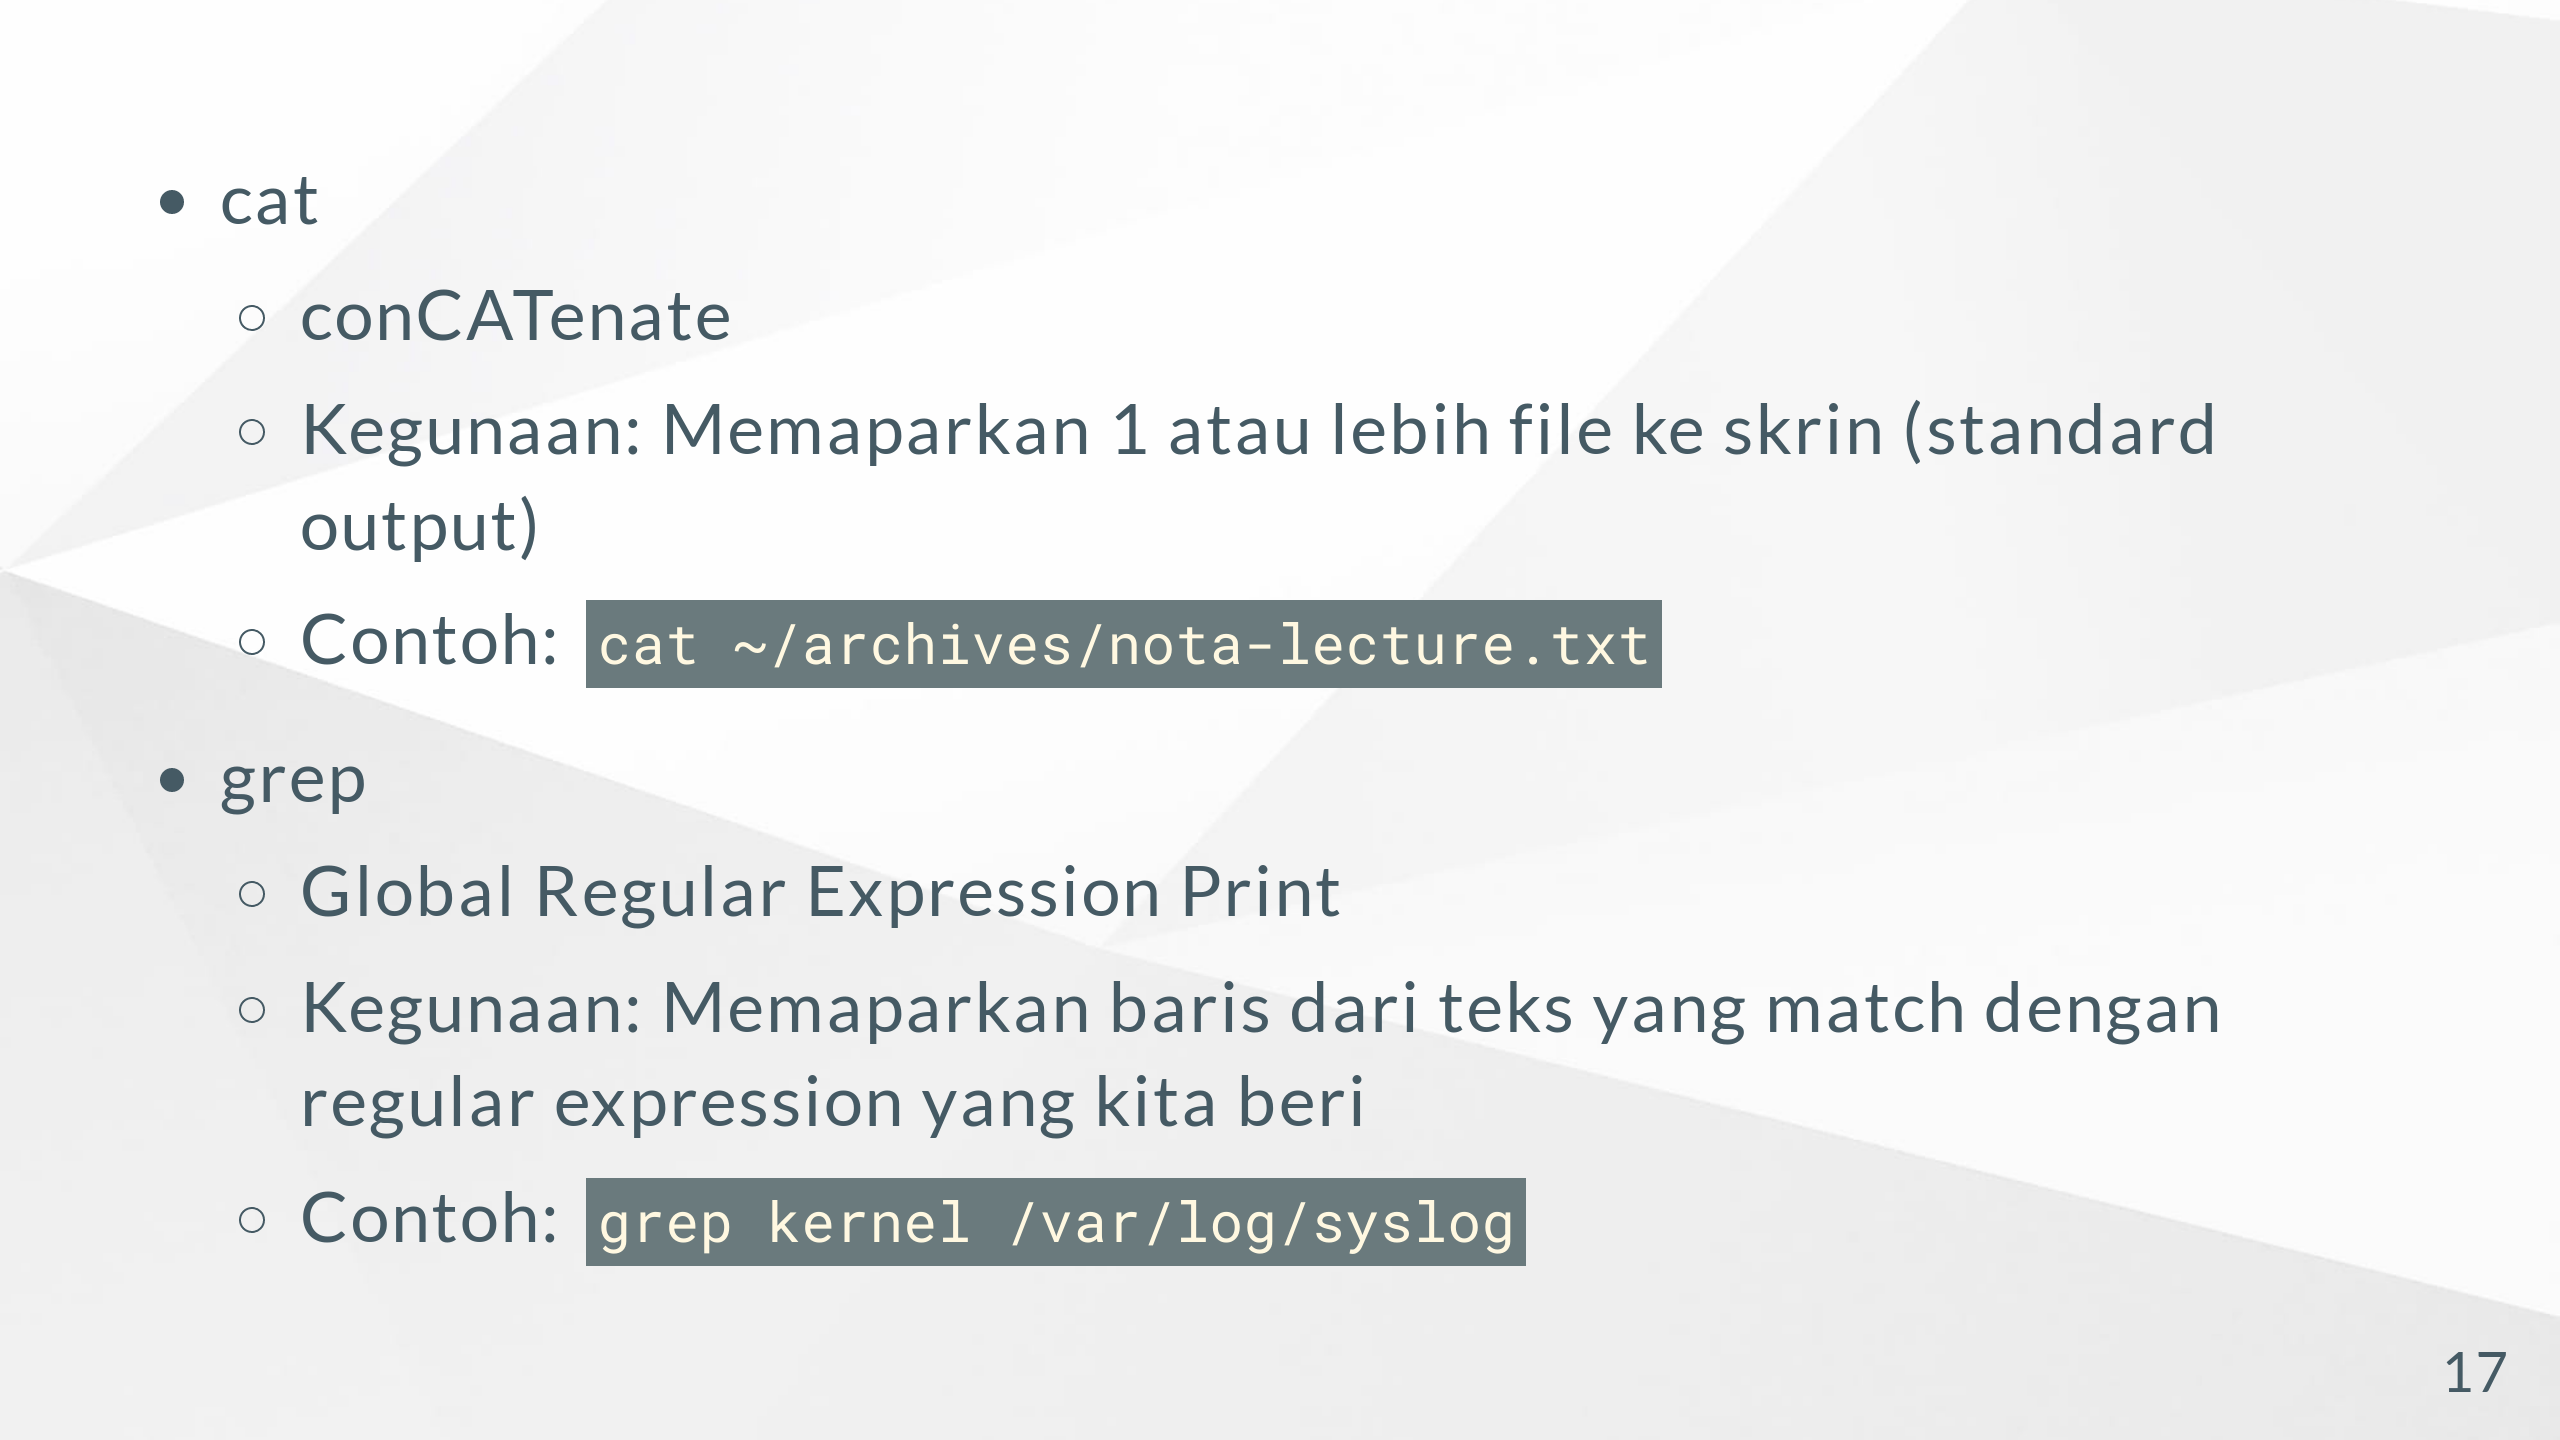 • cat
○ conCATenate
○ Kegunaan: Memaparkan 1 atau lebih file ke skrin (standard
output)
○ Contoh: cat ~/archives/nota-lecture.txt
• grep
○ Global Regular Expression Print
○ Kegunaan: Memaparkan baris dari teks yang match dengan
regular expression yang kita beri
○ Contoh: grep kernel /var/log/syslog
17